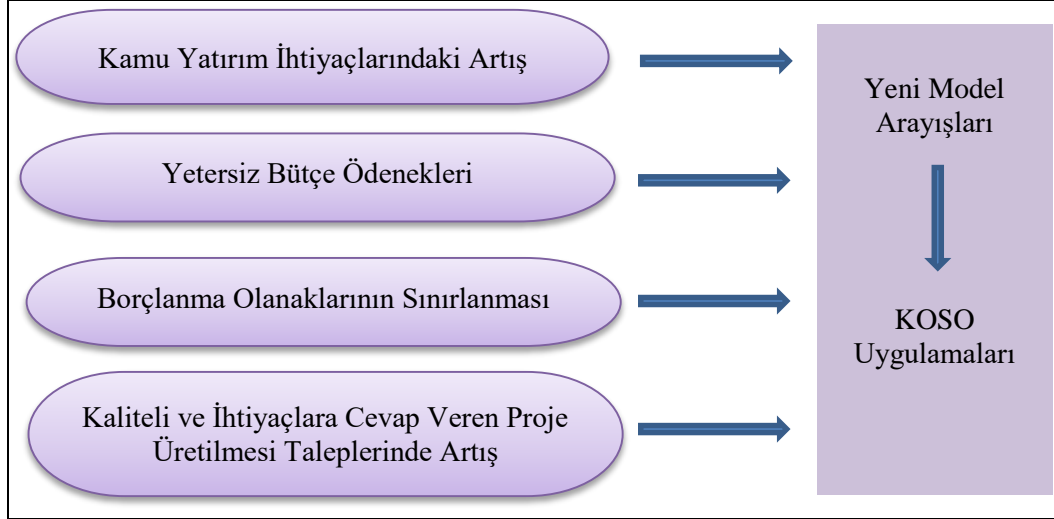 Kamu Yatırım İhtiyaçlarındaki Artış
Yetersiz Bütçe Ödenekleri
Borçlanma Olanaklarının Sınırlanması
Kaliteli ve İhtiyaçlara Cevap Veren Proje
Üretilmesi Taleplerinde Artış
Yeni Model
Arayışları
KOSO
Uygulamaları